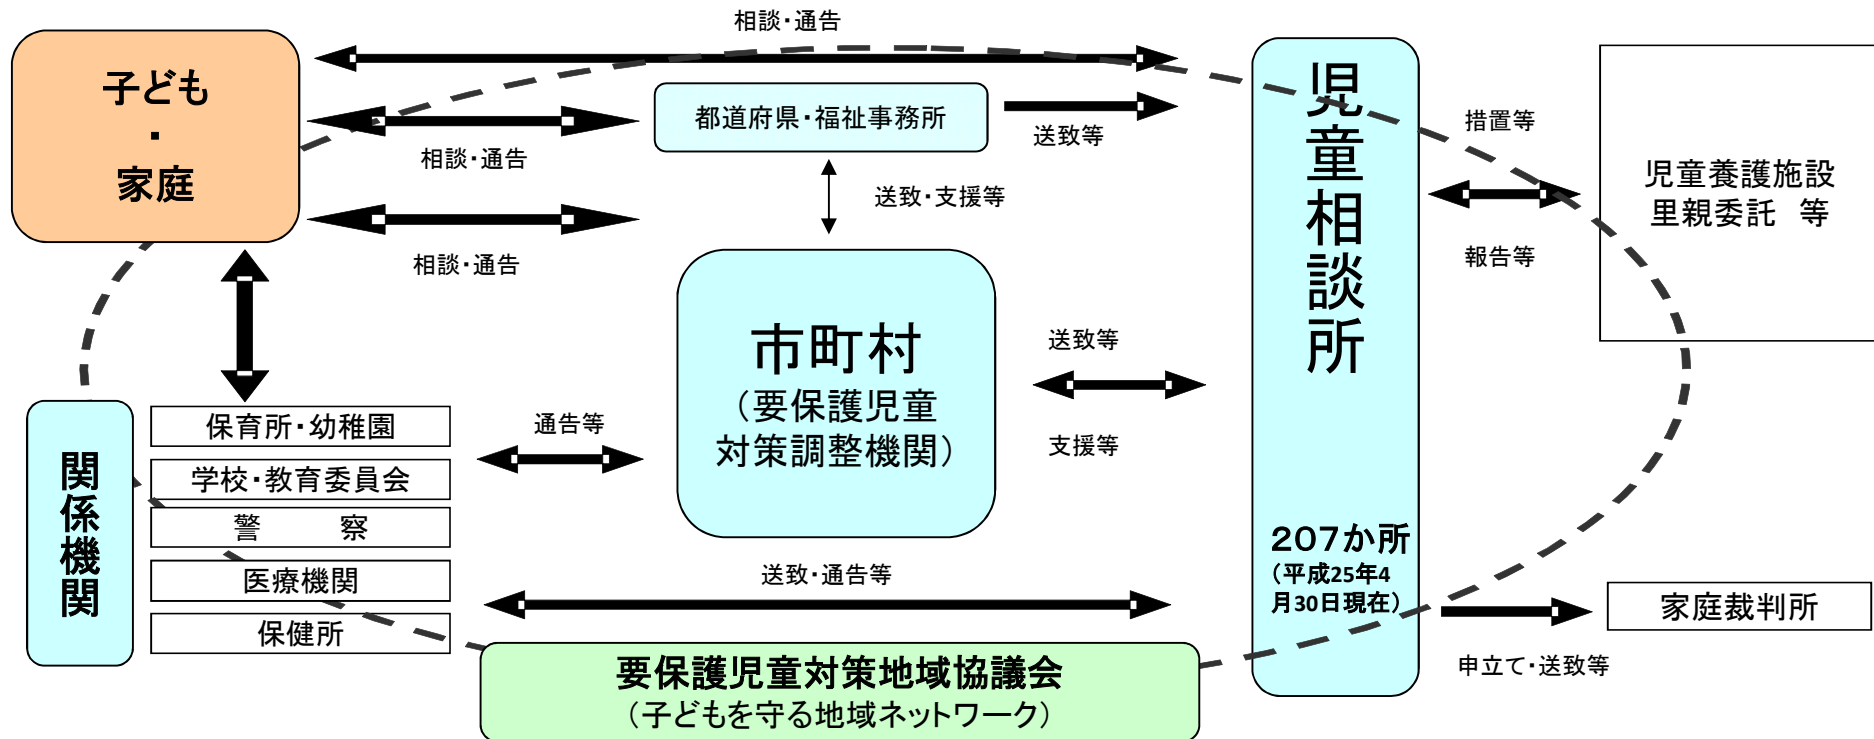 相談・通告
子ども
・
家庭
都道府県・福祉事務所
送致等
相談・通告
送致・支援等
相談・通告
市町村
（要保護児童
対策調整機関）
児童相談所
207か所
（平成25年4
月30日現在）
措置等
報告等
児童養護施設
里親委託　等
送致等
支援等
関係機関
保育所・幼稚園
学校・教育委員会
警　　察
医療機関
保健所
通告等
送致・通告等
家庭裁判所
申立て・送致等
要保護児童対策地域協議会
（子どもを守る地域ネットワーク）